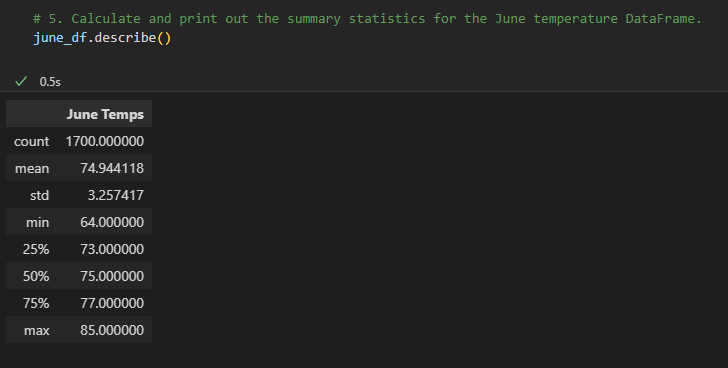 # 5. Calculate and print out the summary statistics for the June temperature DataFrame.
june_df.describe()
✓ 0.5s
June Temps
count 1700.000000
mean 74.944118
std 3.257417
min 64.000000
25% 73.000000
50% 75.000000
75% 77.000000
max 85.000000